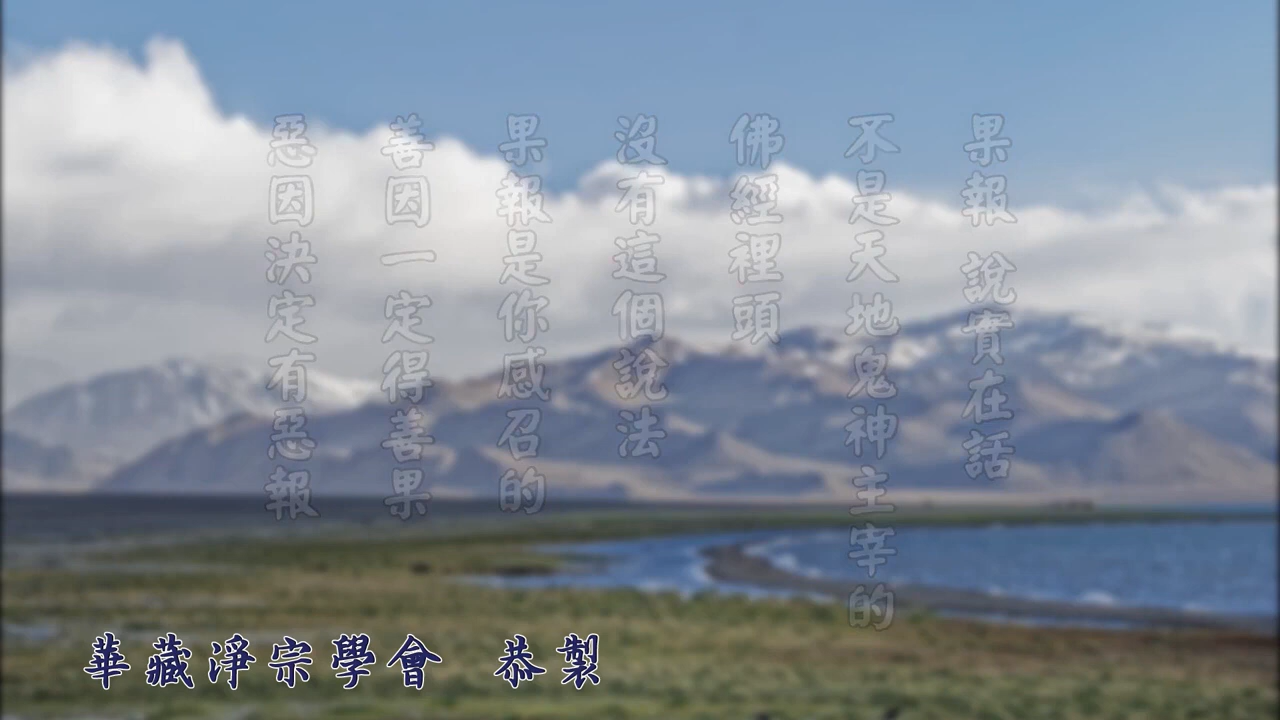 果報 說實在話
不是天地鬼神主宰的
佛經裡頭
沒有這個說法
果報是你感召的
善因一定得善果
惡因決定有惡報
華藏淨宗學會 恭製